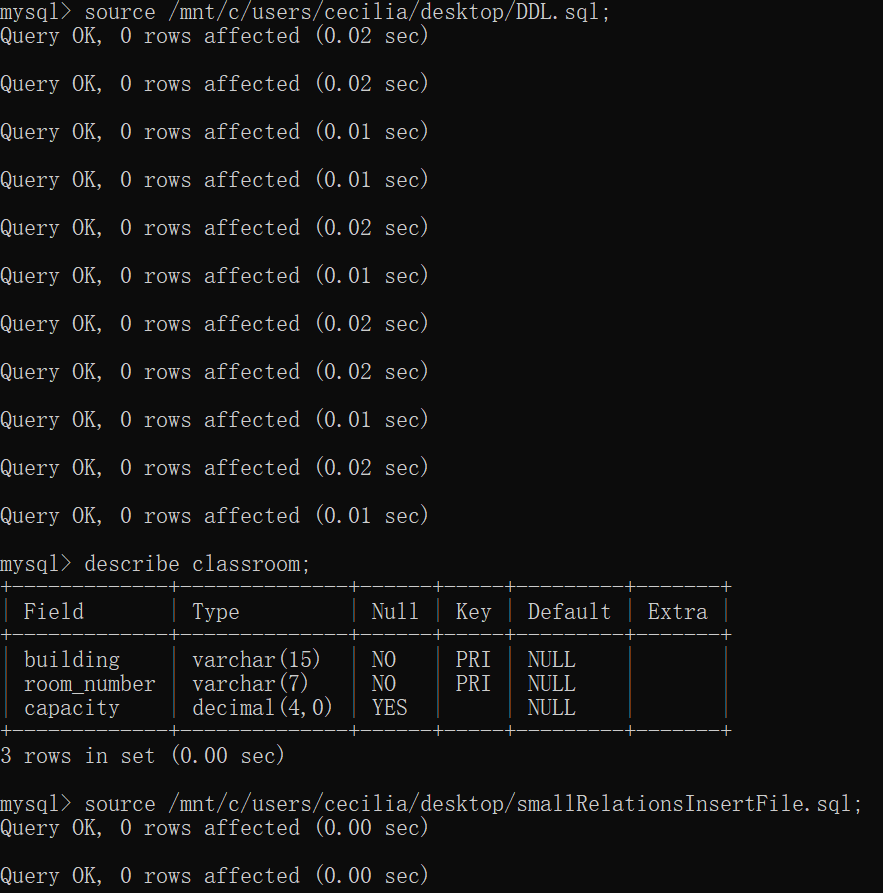 mysql> source /mnt/c/users/cecilia/desktop/DDL.sql;
Query OK, 0 rows affected (0.02 sec)
Query OK, 0 rows affected (0.02 sec)
Query OK, 0 rows affected (0.01 sec)
Query OK, 0 rows affected (0.01 sec)
Query OK, 0 rows affected (0.02 sec)
Query OK, 0 rows affected (0.01 sec)
Query OK, 0 rows affected (0.02 sec)
Query OK, 0 rows affected (0.02 sec)
Query OK, 0 rows affected (0.01 sec)
Query OK, 0 rows affected (0.02 sec)
Query OK, 0 rows affected (0.01 sec)
mysql> describe classroom;
+-------------+--------------+------+-----+---------+-------+
| Field | Type | Null | Key | Default | Extra |
+-------------+--------------+------+-----+---------+-------+
| building | varchar(15) | NO | PRI | NULL | |
| room_number | varchar(7) | NO | PRI | NULL | |
| capacity | decimal(4,0) | YES | | NULL | |
+-------------+--------------+------+-----+---------+-------+
3 rows in set (0.00 sec)
mysql> source /mnt/c/users/cecilia/desktop/smallRelationsInsertFile.sql;
Query OK, 0 rows affected (0.00 sec)
Query OK, 0 rows affected (0.00 sec)